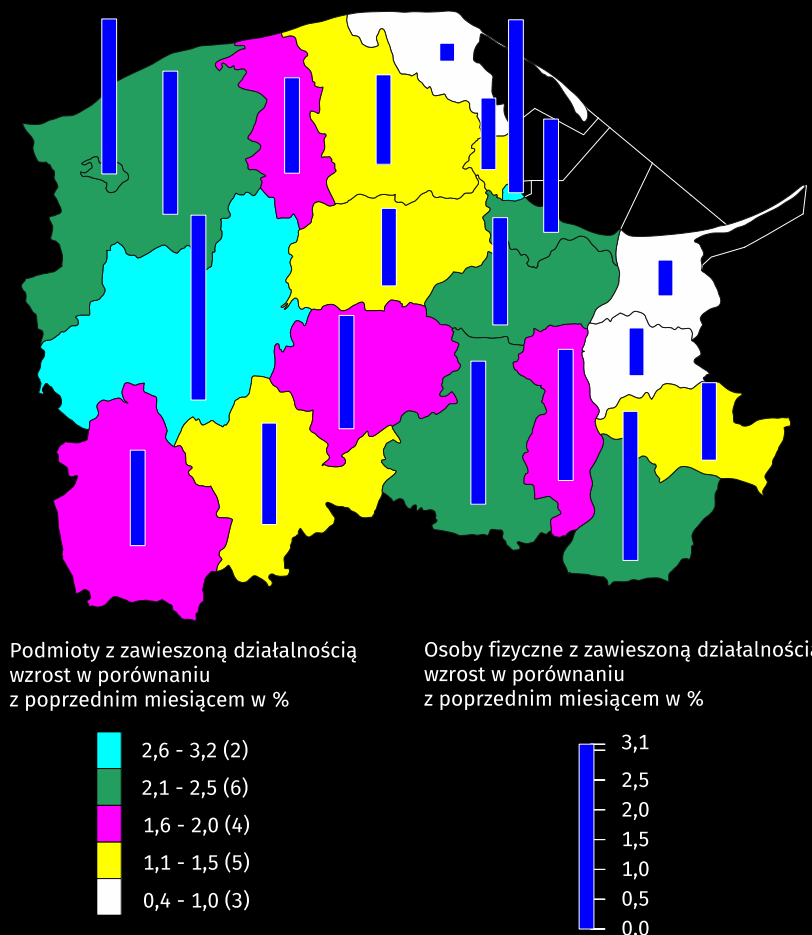 Podmioty z zawieszoną działalnością
wzrost w porównaniu
z poprzednim miesiącem w %
2,6 - 3,2 (2)
2,1 - 2,5 (6)
1,6 - 2,0 (4)
1,1 - 1,5 (5)
0,4 - 1,0 (3)
Osoby fizyczne z zawieszoną działalnością
wzrost w porównaniu
z poprzednim miesiącem w %
3,1
2,5
2,0
1,5
1,0
0,5
0,0